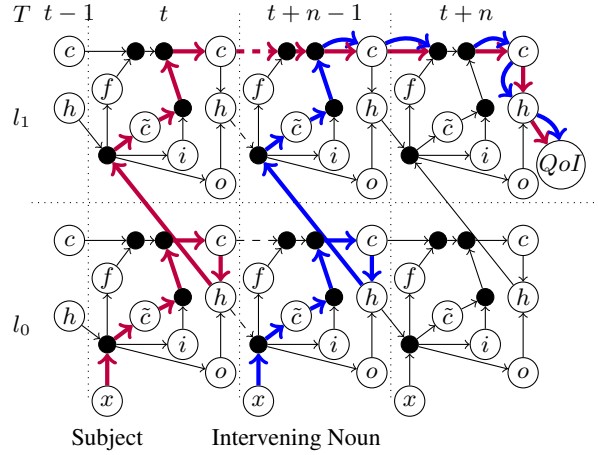 T t − 1 t t + n − 1 t + n
c c c c
f f f
h h h h
l₁ c̃ c̃ c̃
i i i QoI
o o o
c c c c
f f f
h h h h
l₀ c̃ c̃ c̃
i i i
o o o
x x x
Subject Intervening Noun